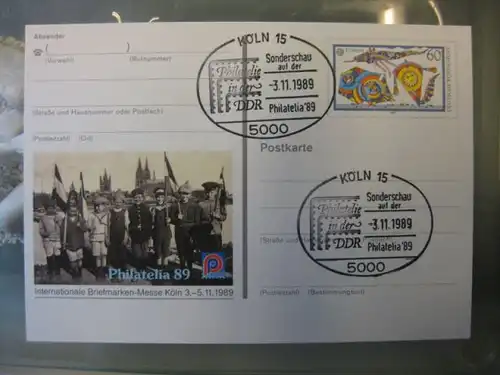 Absender
(Vorwahl) (Rufnummer)
(Straße und Hausnummer oder Postfach)
(Postleitzahl) (Ort)
KÖLN 15
Sonderschau
auf der
Philatelie
in der
DDR
-3.11.1989
Philatelia '89
5000
60
Postkarte
KÖLN 15
Sonderschau
auf der
Philatelie
in der
DDR
-3.11.1989
Philatelia '89
5000
(Straße und
(Postleitzahl) (Bestimmungsort)
Philatelia 89
Internationale Briefmarken-Messe Köln 3.–5.11.1989